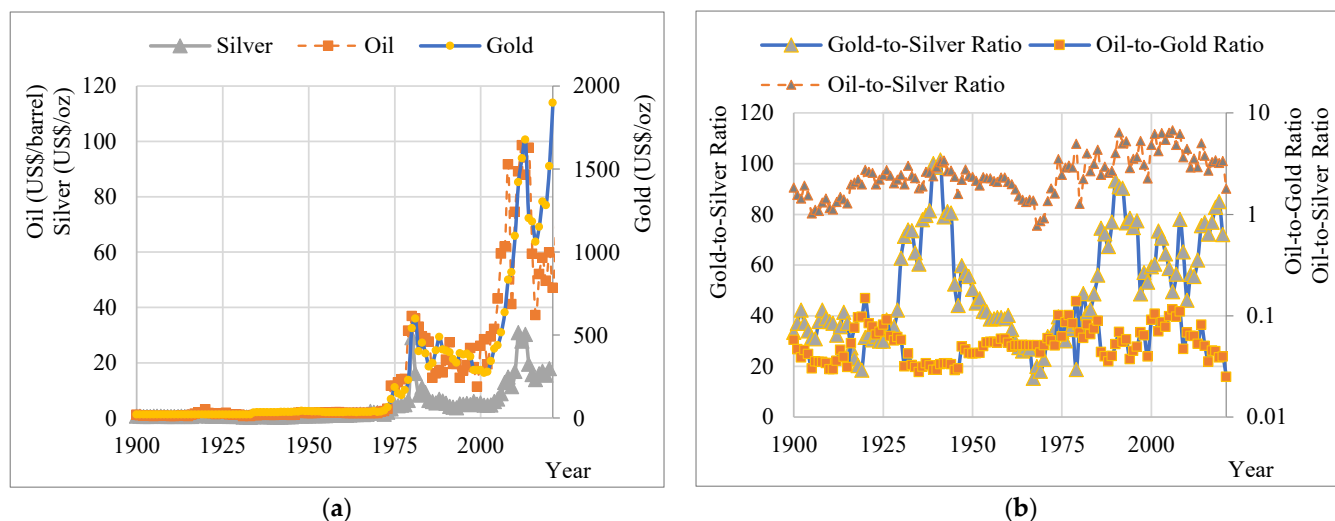 Silver Oil Gold
Oil (US$/barrel)
Silver (US$/oz)
120
100
80
60
40
20
0
2000
1500
1000
500
0
Gold (US$/oz)
1900 1925 1950 1975 2000
Year
(a)
Gold-to-Silver Ratio Oil-to-Gold Ratio
Oil-to-Silver Ratio
Gold-to-Silver Ratio
120
100
80
60
40
20
0
10
1
0.1
0.01
Oil-to-Gold Ratio
Oil-to-Silver Ratio
1900 1925 1950 1975 2000
Year
(b)